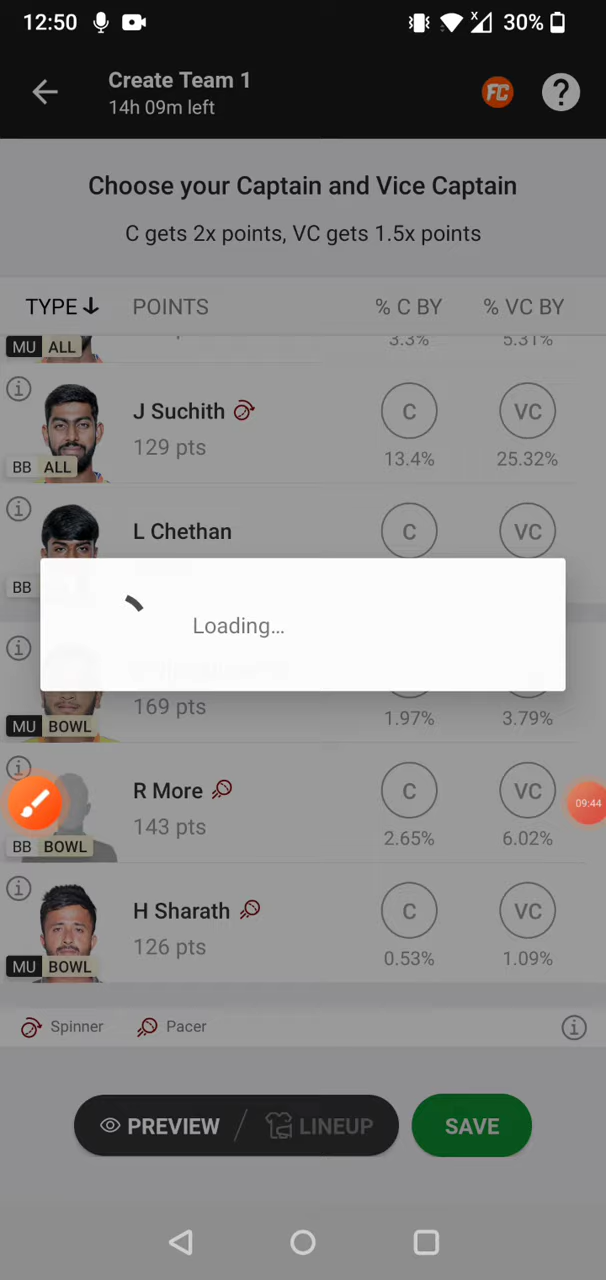 12:50 x 30%
Create Team 1
14h 09m left
FC ?
Choose your Captain and Vice Captain
C gets 2x points, VC gets 1.5x points
TYPE POINTS % C BY % VC BY
MU ALL 3.3% 5.31%
i J Suchith C VC
129 pts
BB ALL 13.4% 25.32%
i L Chethan C VC
BB
Loading...
i
169 pts
MU BOWL 1.97% 3.79%
i R More C VC
143 pts
BB BOWL 2.65% 6.02%
09:44
i H Sharath C VC
126 pts
MU BOWL 0.53% 1.09%
Spinner Pacer i
PREVIEW / LINEUP SAVE